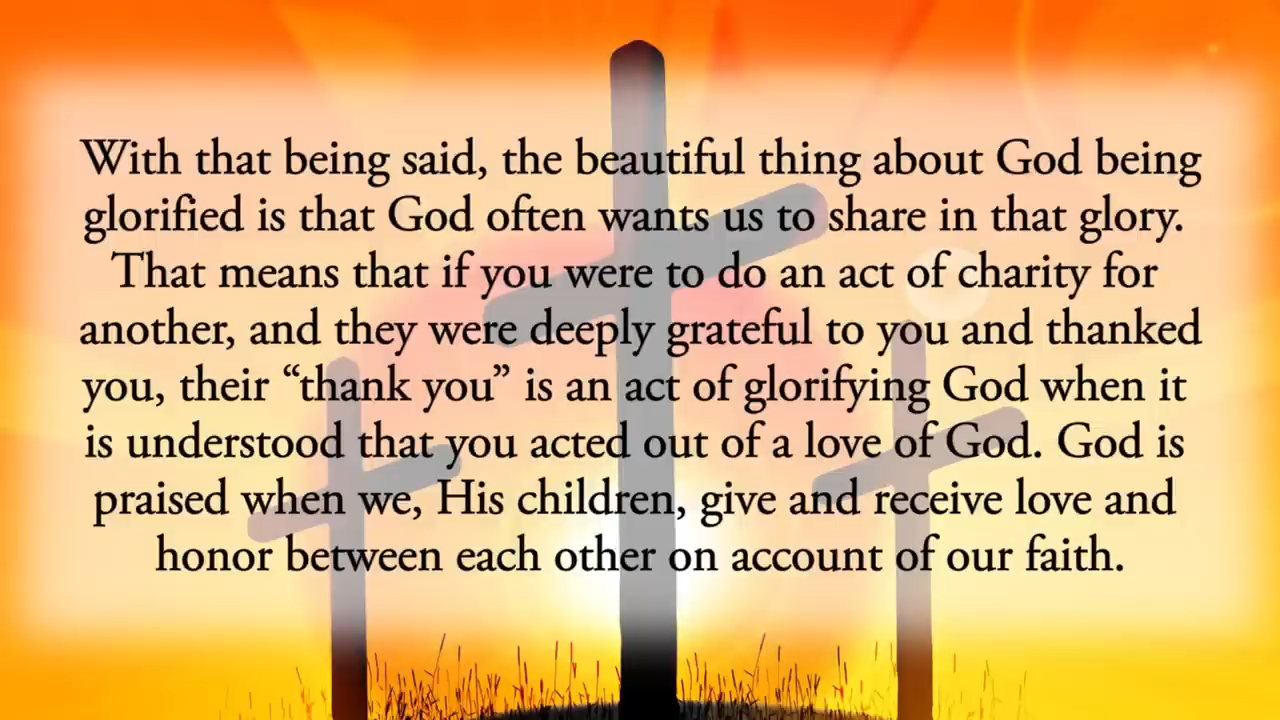 With that being said, the beautiful thing about God being
glorified is that God often wants us to share in that glory.
That means that if you were to do an act of charity for
another, and they were deeply grateful to you and thanked
you, their “thank you” is an act of glorifying God when it
is understood that you acted out of a love of God. God is
praised when we, His children, give and receive love and
honor between each other on account of our faith.